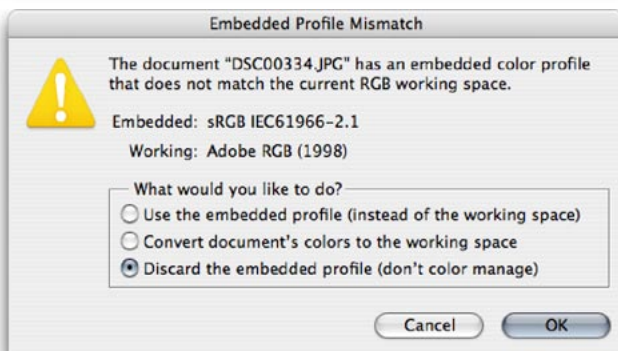 Embedded Profile Mismatch
The document "DSC00334.JPG" has an embedded color profile
that does not match the current RGB working space.
Embedded: sRGB IEC61966-2.1
Working: Adobe RGB (1998)
What would you like to do?
Use the embedded profile (instead of the working space)
Convert document's colors to the working space
Discard the embedded profile (don't color manage)
Cancel OK